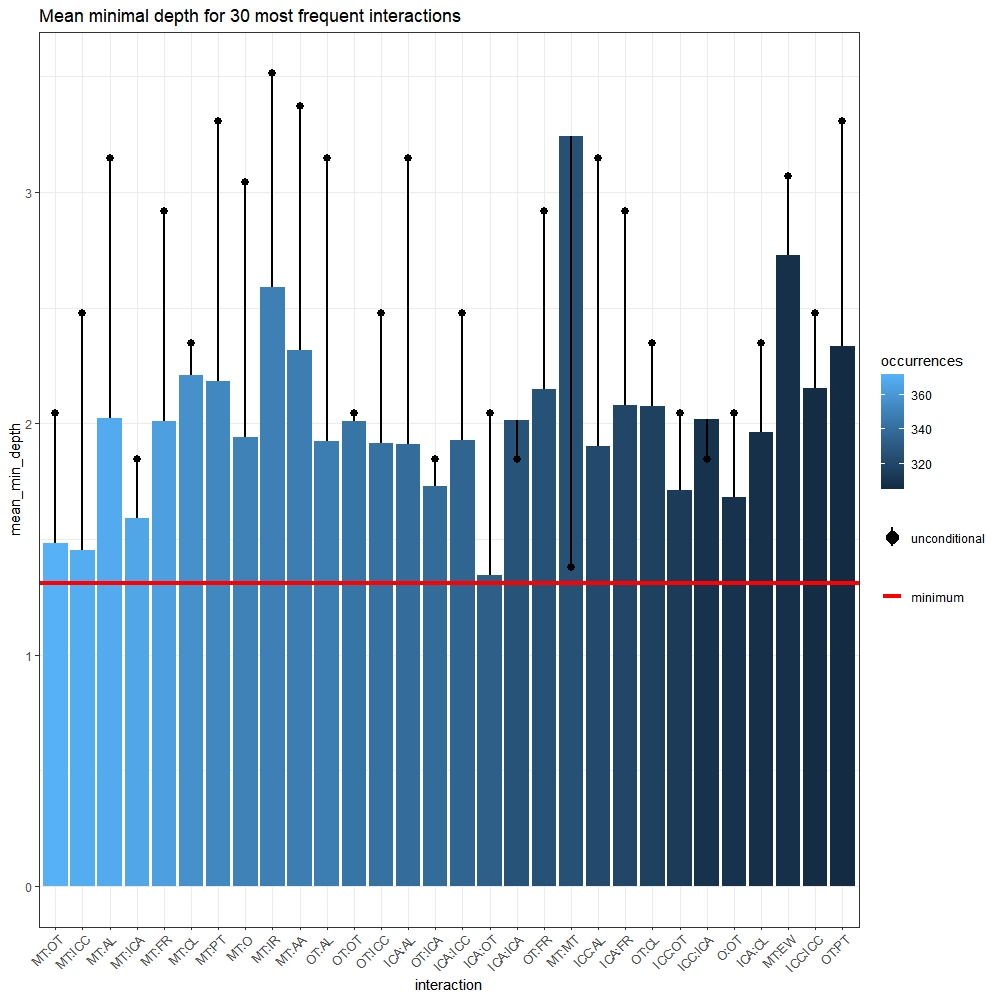 Mean minimal depth for 30 most frequent interactions
mean_min_depth
3
2
1
0
MT:OT
MT:ICC
MT:AL
MT:ICA
MT:FR
MT:CL
MT:PT
MT:O
MT:IR
MT:AA
OT:AL
OT:OT
OT:ICC
ICA:AL
OT:ICA
ICA:ICC
ICA:OT
ICA:ICA
OT:FR
MT:MT
ICC:AL
ICA:FR
OT:CL
ICC:OT
ICC:ICA
O:OT
ICA:CL
MT:EW
ICC:ICC
OT:PT
interaction
occurrences
360
340
320
unconditional
minimum